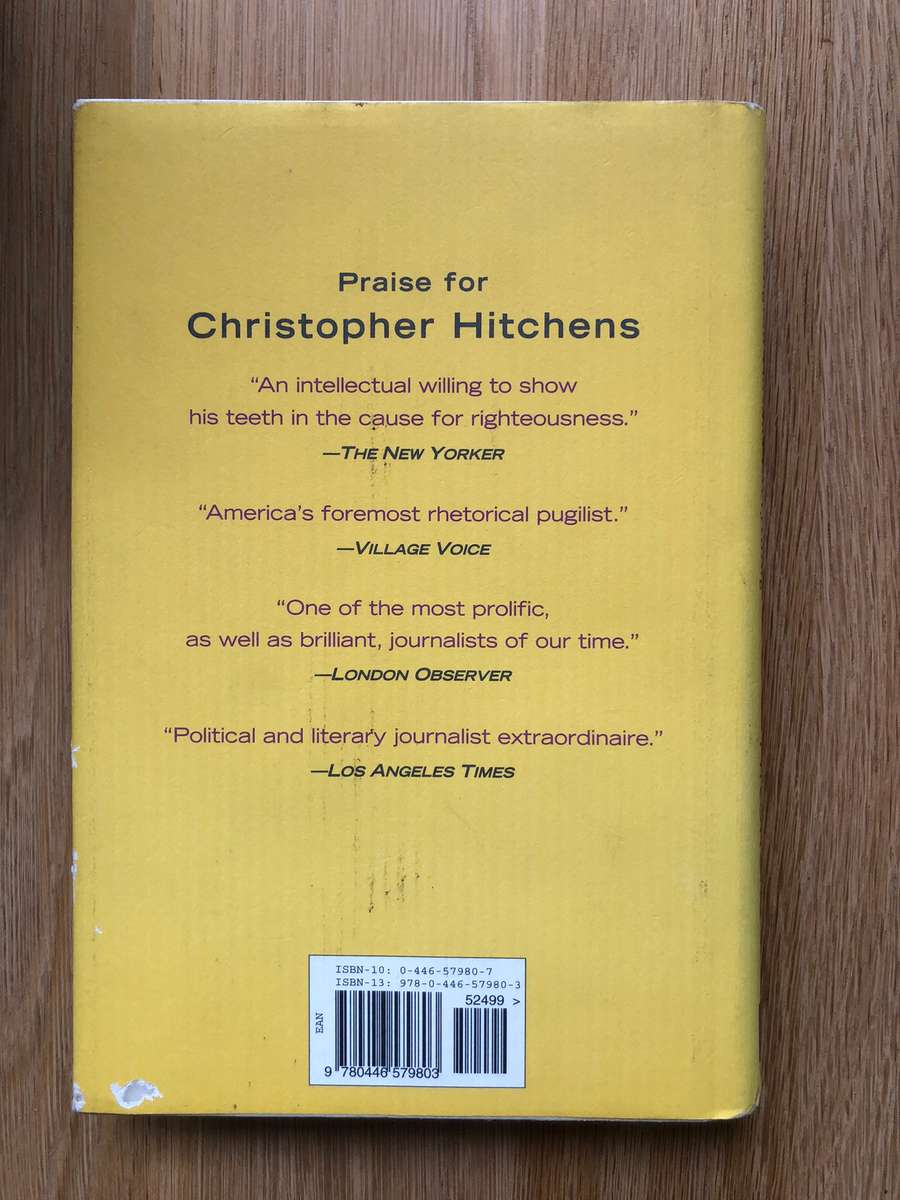 Praise for
Christopher Hitchens
“An intellectual willing to show
his teeth in the cause for righteousness.”
—THE NEW YORKER
“America’s foremost rhetorical pugilist.”
—VILLAGE VOICE
“One of the most prolific,
as well as brilliant, journalists of our time.”
—LONDON OBSERVER
“Political and literary journalist extraordinaire.”
—LOS ANGELES TIMES
ISBN-10: 0-446-57980-7
ISBN-13: 978-0-446-57980-3
52499 >
EAN
9 780446 579803